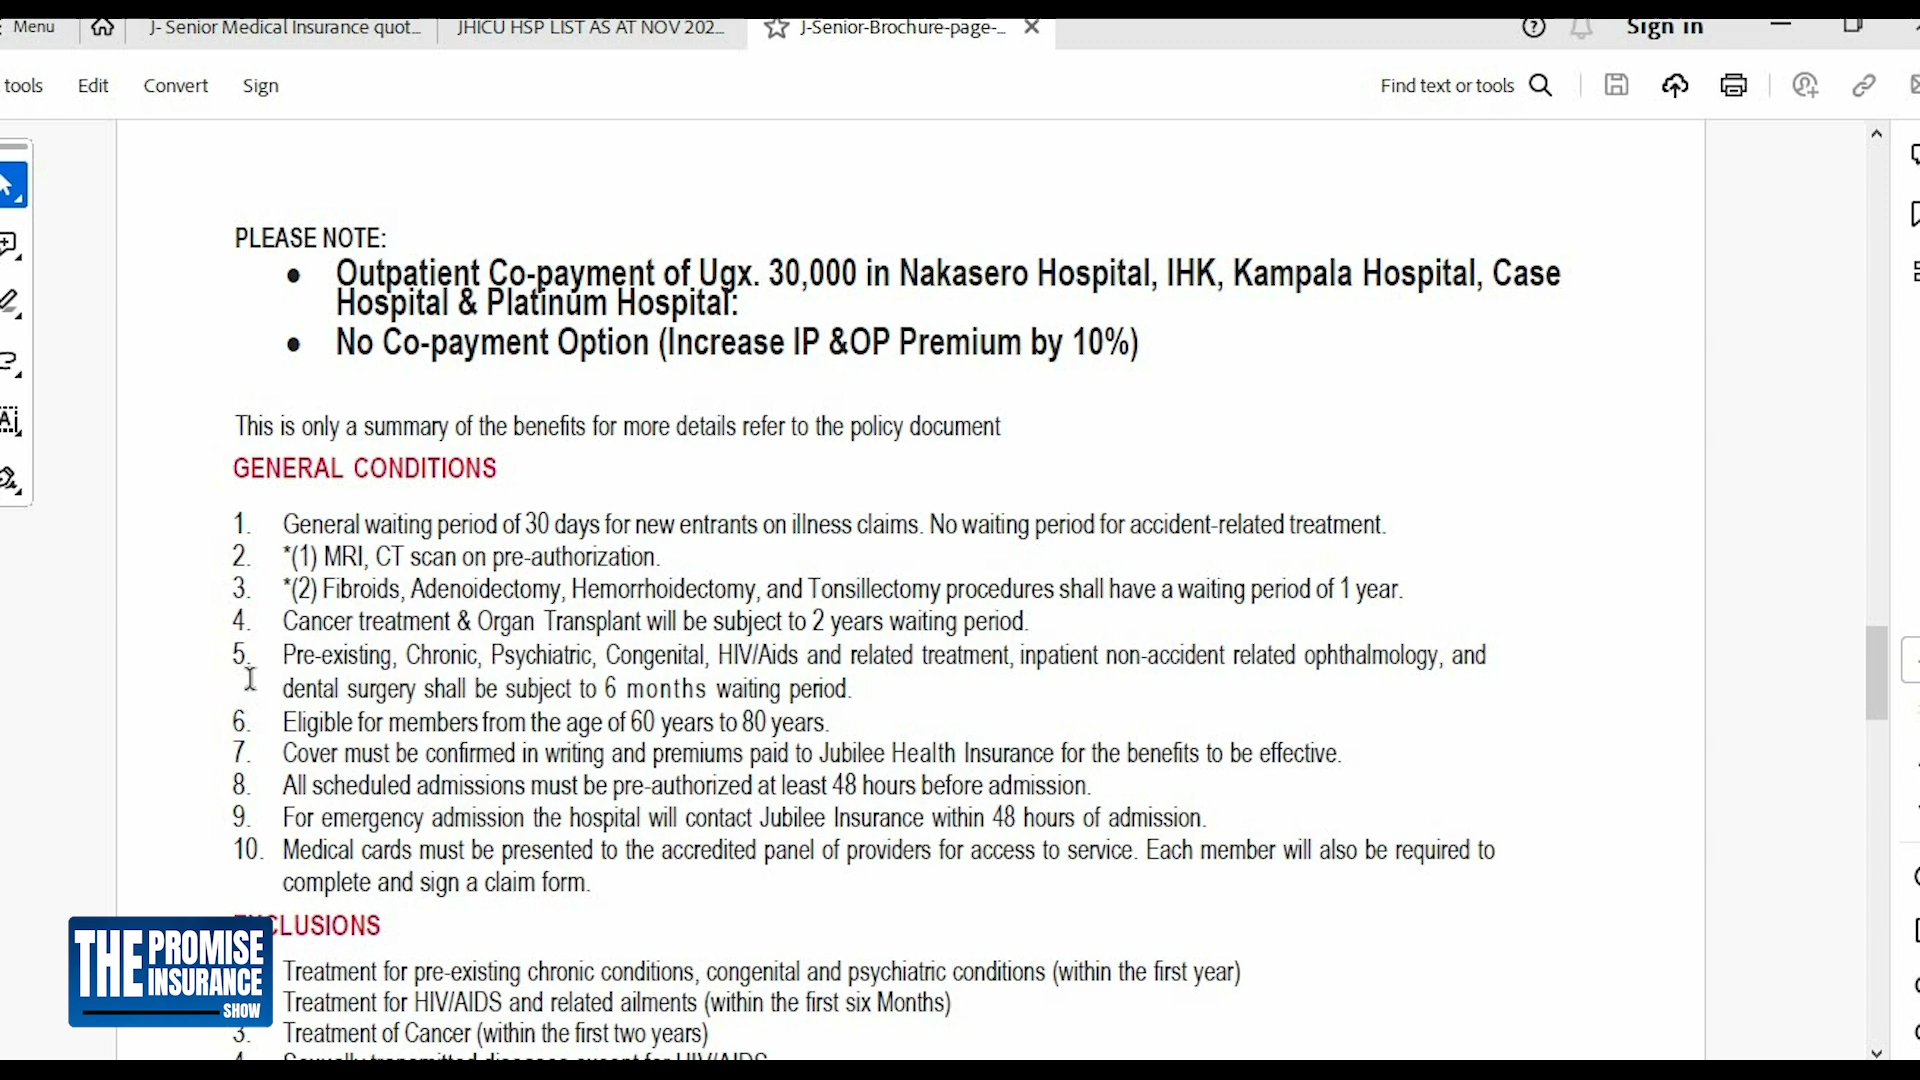 Menu
J- Senior Medical Insurance quot...
JHICU HSP LIST AS AT NOV 202...
J-Senior-Brochure-page-...
Sign in
tools
Edit
Convert
Sign
Find text or tools
PLEASE NOTE:
• Outpatient Co-payment of Ugx. 30,000 in Nakasero Hospital, IHK, Kampala Hospital, Case
Hospital & Platinum Hospital:
• No Co-payment Option (Increase IP &OP Premium by 10%)
This is only a summary of the benefits for more details refer to the policy document
GENERAL CONDITIONS
1. General waiting period of 30 days for new entrants on illness claims. No waiting period for accident-related treatment.
2. *(1) MRI, CT scan on pre-authorization.
3. *(2) Fibroids, Adenoidectomy, Hemorrhoidectomy, and Tonsillectomy procedures shall have a waiting period of 1 year.
4. Cancer treatment & Organ Transplant will be subject to 2 years waiting period.
5. Pre-existing, Chronic, Psychiatric, Congenital, HIV/Aids and related treatment, inpatient non-accident related ophthalmology, and
dental surgery shall be subject to 6 months waiting period.
6. Eligible for members from the age of 60 years to 80 years.
7. Cover must be confirmed in writing and premiums paid to Jubilee Health Insurance for the benefits to be effective.
8. All scheduled admissions must be pre-authorized at least 48 hours before admission.
9. For emergency admission the hospital will contact Jubilee Insurance within 48 hours of admission.
10. Medical cards must be presented to the accredited panel of providers for access to service. Each member will also be required to
complete and sign a claim form.
CLUSIONS
Treatment for pre-existing chronic conditions, congenital and psychiatric conditions (within the first year)
Treatment for HIV/AIDS and related ailments (within the first six Months)
3. Treatment of Cancer (within the first two years)
4. Sexually transmitted diseases except for HIV/AIDS
THE PROMISE
INSURANCE
SHOW